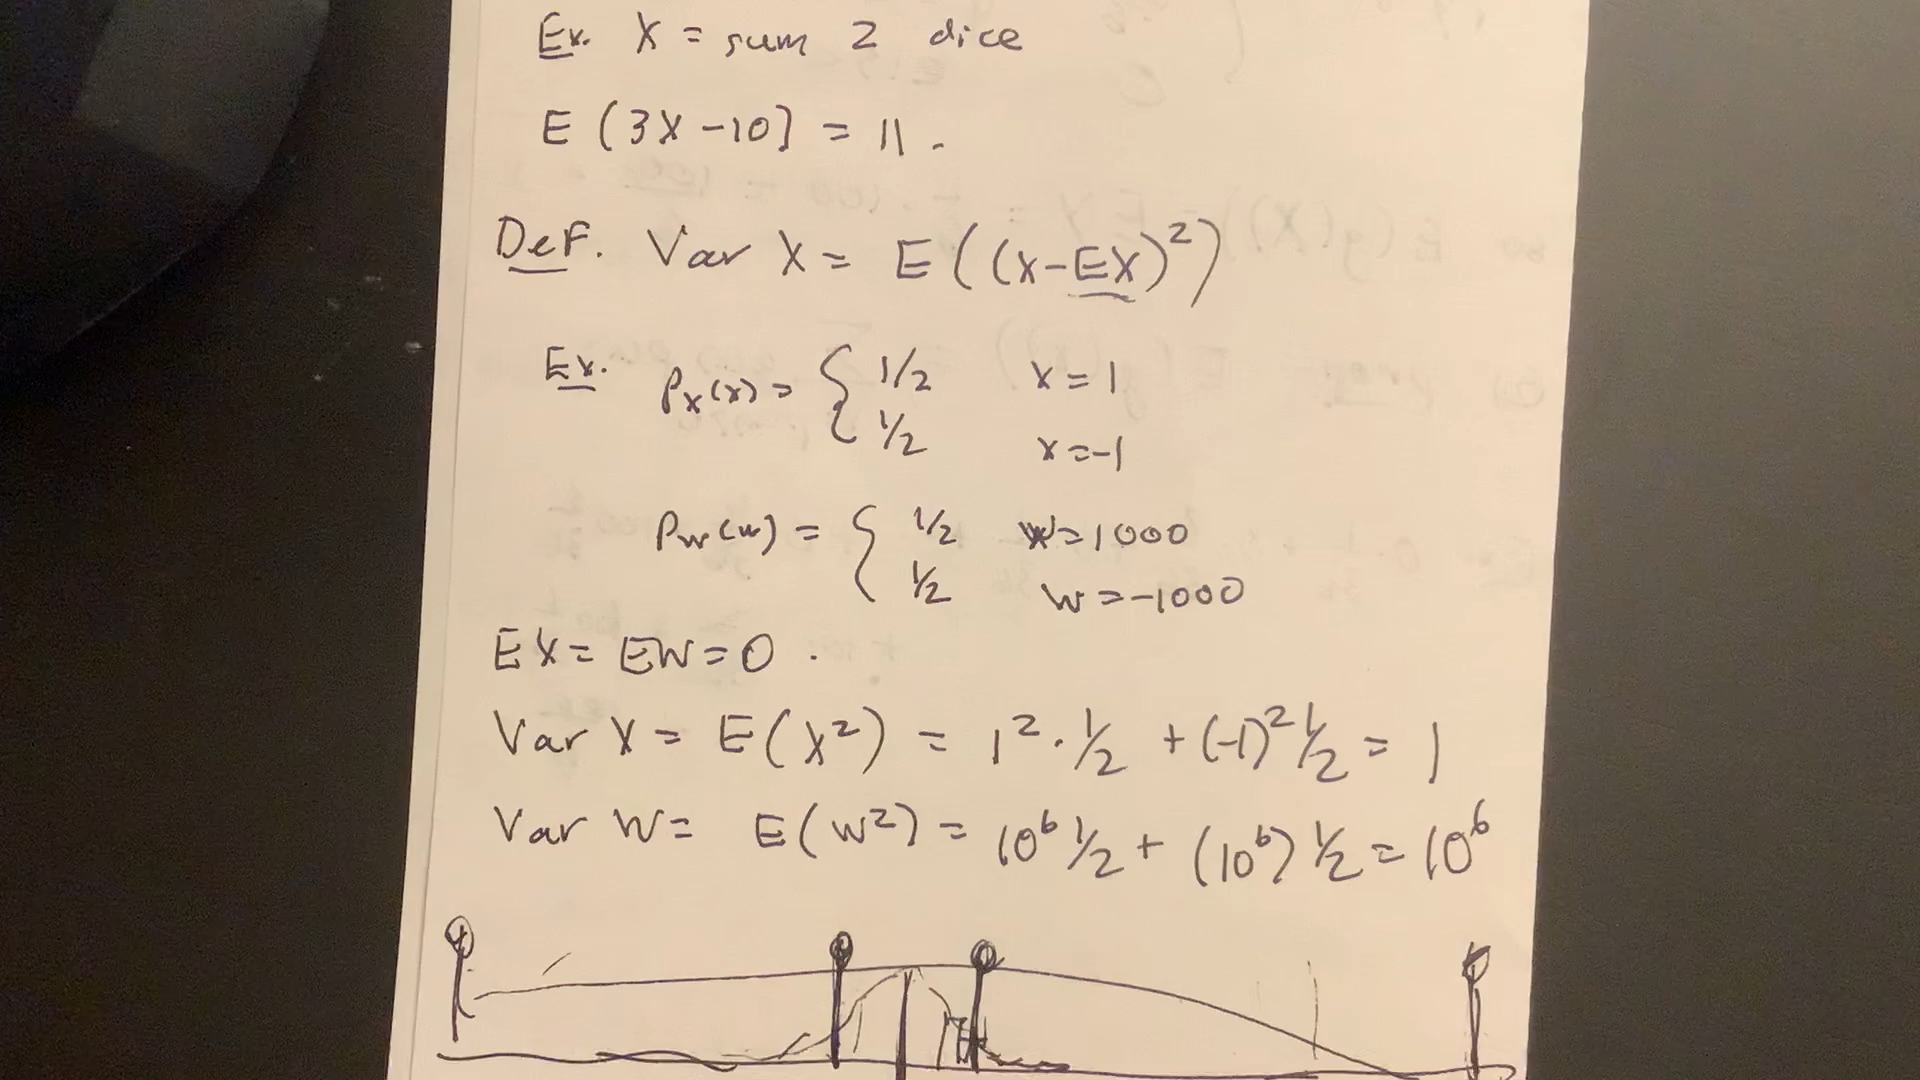 Ex. X = sum 2 dice
E (3X-10] = 11.
Def. Var X = E((X-EX)²)
Ex. Pₓ(x) = { 1/2 x=1
1/2 x=-1
P_W(w) = { 1/2 w=1000
1/2 w=-1000
EX = EW = 0.
Var X = E(X²) = 1²·1/2 + (-1)² 1/2 = 1
Var W = E(W²) = 10⁶ 1/2 + (10⁶) 1/2 = 10⁶